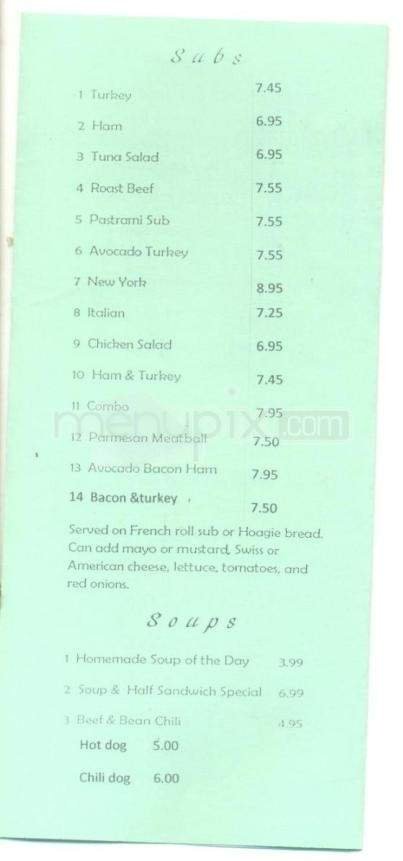 Subs
1 Turkey 7.45
2 Ham 6.95
3 Tuna Salad 6.95
4 Roast Beef 7.55
5 Pastrami Sub 7.55
6 Avocado Turkey 7.55
7 New York 8.95
8 Italian 7.25
9 Chicken Salad 6.95
10 Ham & Turkey 7.45
11 Combo 7.95
menupix.com
12 Parmesan Meatball 7.50
13 Avocado Bacon Ham 7.95
14 Bacon &turkey 7.50
Served on French roll sub or Hoagie bread.
Can add mayo or mustard, Swiss or
American cheese, lettuce, tomatoes, and
red onions.
Soups
1 Homemade Soup of the Day 3.99
2 Soup & Half Sandwich Special 6.99
3 Beef & Bean Chili 4.95
Hot dog 5.00
Chili dog 6.00